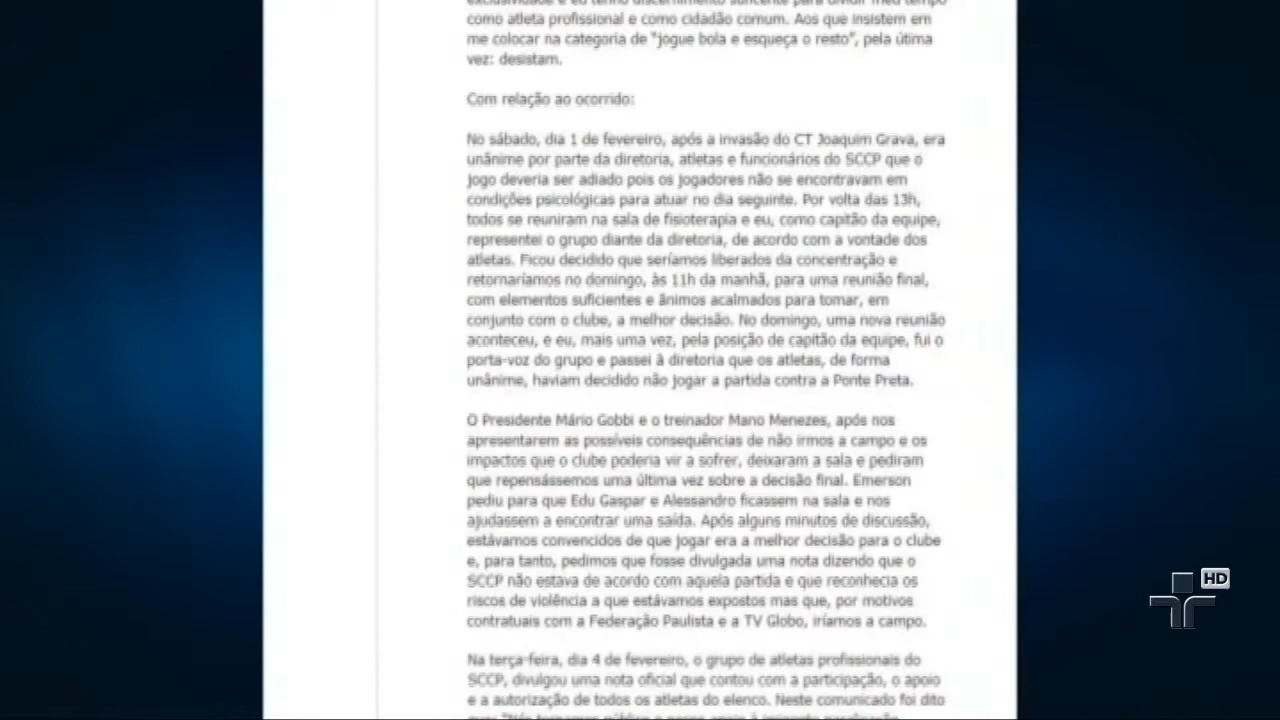 exclusividade e eu tenho discernimento suficente para dividir meu tempo
como atleta profissional e como cidadão comum. Aos que insistem em
me colocar na categoria de "jogue bola e esqueça o resto", pela útima
vez: desistam.
Com relação ao ocorrido:
No sábado, dia 1 de fevereiro, após a invasão do CT Joaquim Grava, era
unânime por parte da diretoria, atletas e funcionários do SCCP que o
jogo deveria ser adiado pois os jogadores não se encontravam em
condições psicológicas para atuar no dia seguinte. Por volta das 13h,
todos se reuniram na sala de fisioterapia e eu, como capitão da equipe,
representei o grupo diante da diretoria, de acordo com a vontade dos
atletas. Ficou decidido que seríamos liberados da concentração e
retornaríamos no domingo, às 11h da manhã, para uma reunião final,
com elementos suficientes e ânimos acalmados para tomar, em
conjunto com o clube, a melhor decisão. No domingo, uma nova reunião
aconteceu, e eu, mais uma vez, pela posição de capitão da equipe, fui o
porta-voz do grupo e passei à diretoria que os atletas, de forma
unânime, haviam decidido não jogar a partida contra a Ponte Preta.
O Presidente Mário Gobbi e o treinador Mano Menezes, após nos
apresentarem as possíveis consequências de não irmos a campo e os
impactos que o clube poderia vir a sofrer, deixaram a sala e pediram
que repensássemos uma última vez sobre a decisão final. Emerson
pediu para que Edu Gaspar e Alessandro ficassem na sala e nos
ajudassem a encontrar uma saída. Após alguns minutos de discussão,
estávamos convencidos de que jogar era a melhor decisão para o clube
e, para tanto, pedimos que fosse divulgada uma nota dizendo que o
SCCP não estava de acordo com aquela partida e que reconhecia os
riscos de violência a que estávamos expostos mas que, por motivos
contratuais com a Federação Paulista e a TV Globo, iríamos a campo.
Na terça-feira, dia 4 de fevereiro, o grupo de atletas profissionais do
SCCP, divulgou uma nota oficial que contou com a participação, o apoio
e a autorização de todos os atletas do elenco. Neste comunicado foi dito
HD